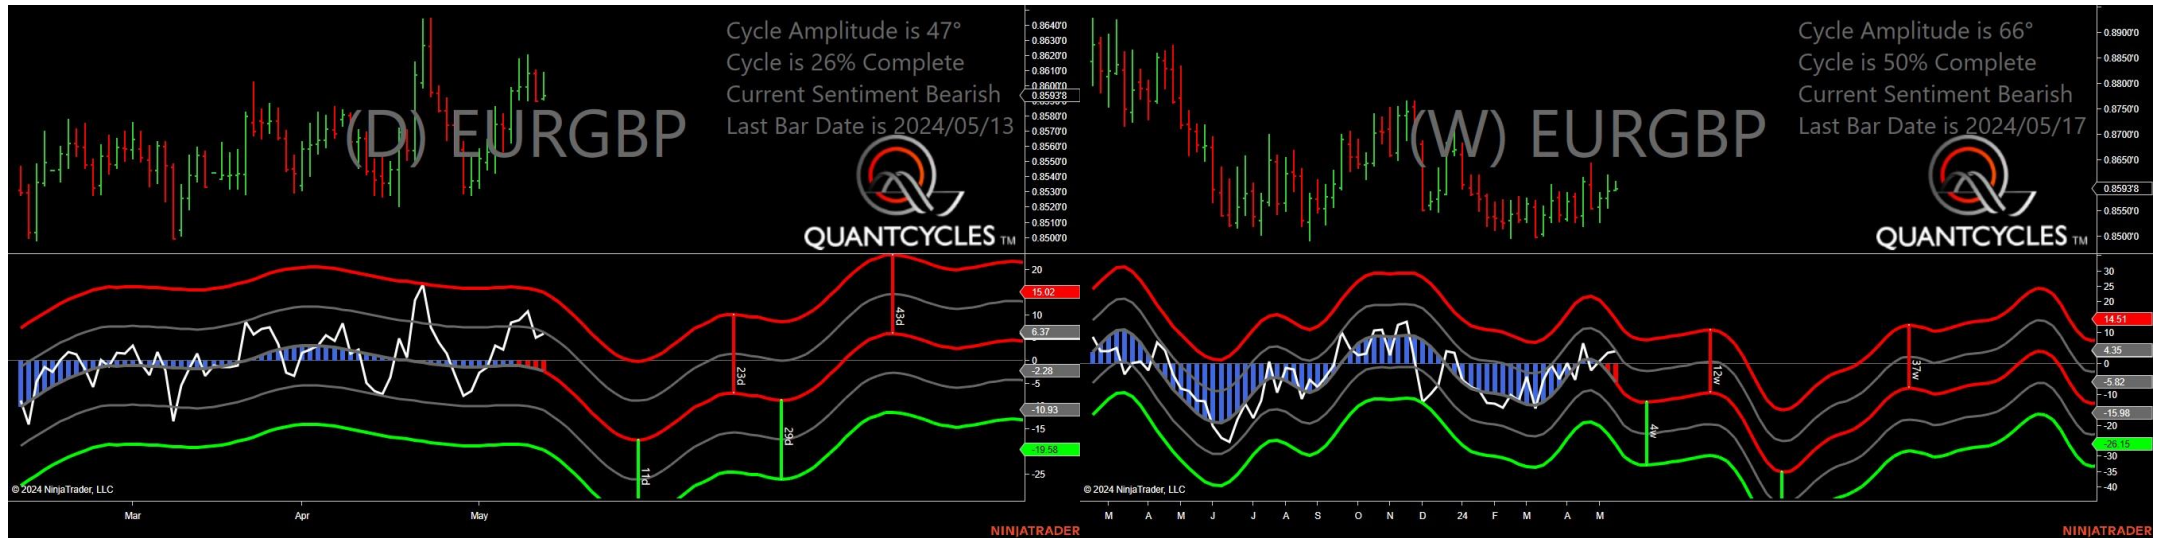 Cycle Amplitude is 47°
Cycle is 26% Complete
Current Sentiment Bearish
Last Bar Date is 2024/05/13
(D) EURGBP
QUANTCYCLES TM
0.8640'0
0.8630'0
0.8620'0
0.8610'0
0.8600'0
0.8593'8
0.8580'0
0.8570'0
0.8560'0
0.8550'0
0.8540'0
0.8530'0
0.8520'0
0.8510'0
0.8500'0
20
15.02
10
6.37
0
-2.28
-5
-10.93
-15
-19.58
-25
11d
23d
29d
43d
© 2024 NinjaTrader, LLC
Mar
Apr
May
NINJATRADER
Cycle Amplitude is 66°
Cycle is 50% Complete
Current Sentiment Bearish
Last Bar Date is 2024/05/17
(W) EURGBP
QUANTCYCLES TM
0.8900'0
0.8850'0
0.8800'0
0.8750'0
0.8700'0
0.8650'0
0.8593'8
0.8550'0
0.8500'0
30
25
20
14.51
10
4.35
0
-5.82
-10
-15.98
-20
-26.15
-30
-35
-40
4w
12w
37w
© 2024 NinjaTrader, LLC
M
A
M
J
J
A
S
O
N
D
24
F
M
A
M
NINJATRADER